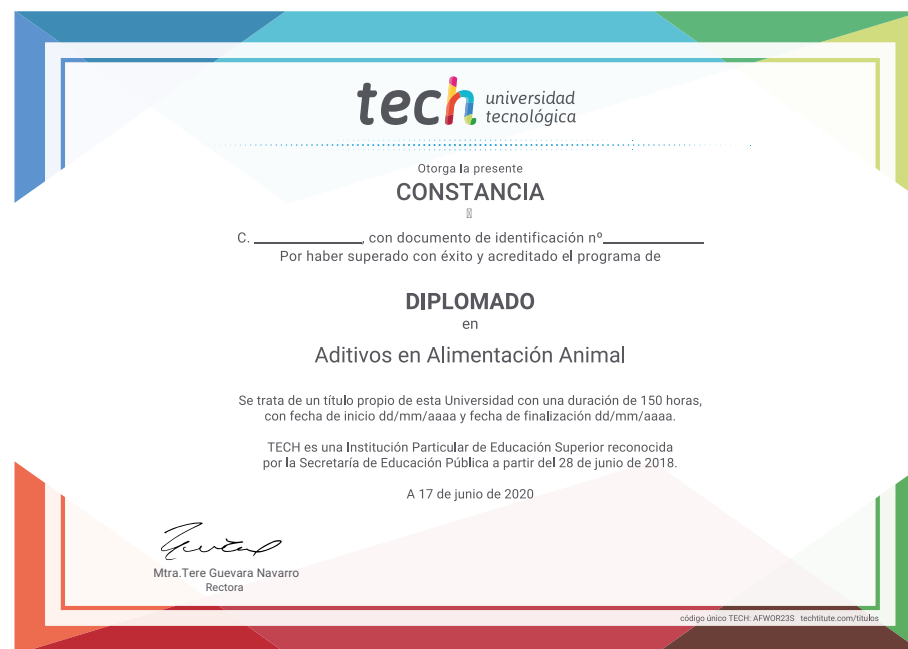 tech universidad
tecnológica
Otorga la presente
CONSTANCIA
C. ____________, con documento de identificación nº____________
Por haber superado con éxito y acreditado el programa de
DIPLOMADO
en
Aditivos en Alimentación Animal
Se trata de un título propio de esta Universidad con una duración de 150 horas,
con fecha de inicio dd/mm/aaaa y fecha de finalización dd/mm/aaaa.
TECH es una Institución Particular de Educación Superior reconocida
por la Secretaría de Educación Pública a partir del 28 de junio de 2018.
A 17 de junio de 2020
Mtra.Tere Guevara Navarro
Rectora
código único TECH: AFWOR23S techtitute.com/titulos